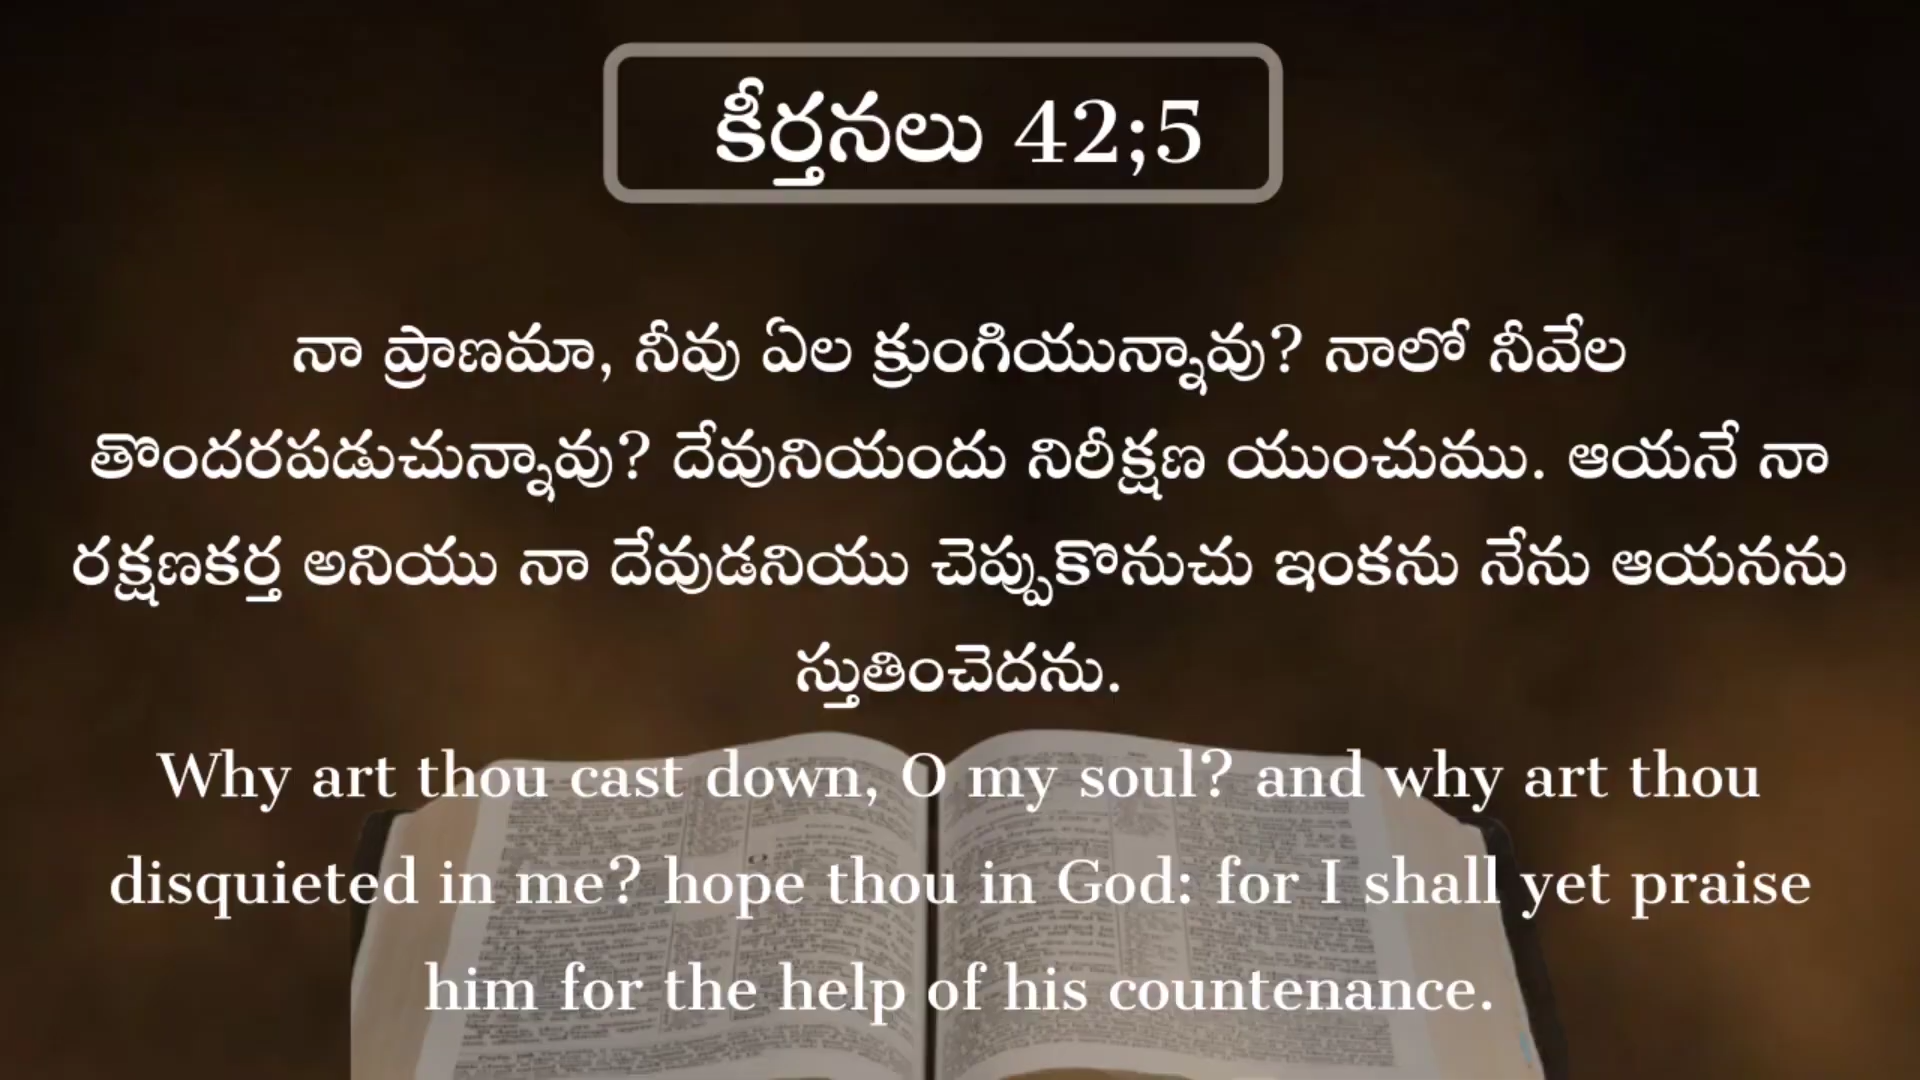 కీర్తనలు 42;5
నా ప్రాణమా, నీవు ఏల క్రుంగియున్నావు? నాలో నీవేల
తొందరపడుచున్నావు? దేవునియందు నిరీక్షణ యుంచుము. ఆయనే నా
రక్షణకర్త అనియు నా దేవుడనియు చెప్పుకొనుచు ఇంకను నేను ఆయనను
స్తుతించెదను.
Why art thou cast down, O my soul? and why art thou
disquieted in me? hope thou in God: for I shall yet praise
him for the help of his countenance.